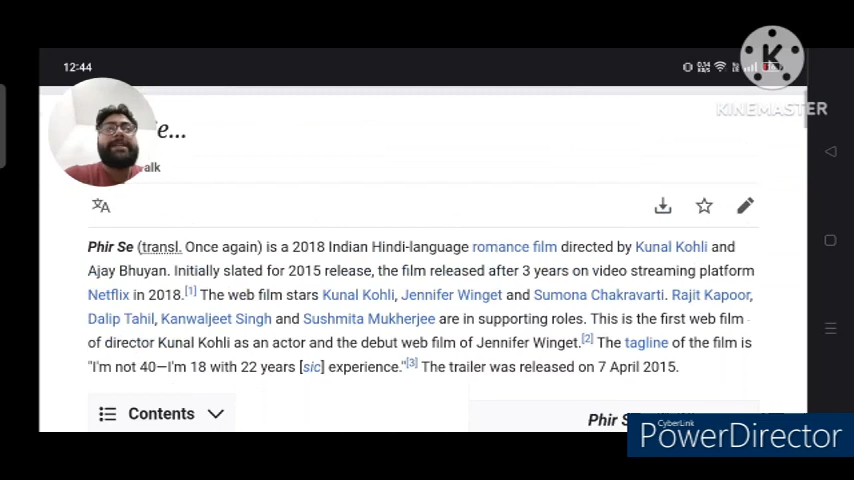 12:44
0.14
KB/S
K
KINEMASTER
e...
alk
Phir Se (transl. Once again) is a 2018 Indian Hindi-language romance film directed by Kunal Kohli and
Ajay Bhuyan. Initially slated for 2015 release, the film released after 3 years on video streaming platform
Netflix in 2018.[1] The web film stars Kunal Kohli, Jennifer Winget and Sumona Chakravarti. Rajit Kapoor,
Dalip Tahil, Kanwaljeet Singh and Sushmita Mukherjee are in supporting roles. This is the first web film
of director Kunal Kohli as an actor and the debut web film of Jennifer Winget.[2] The tagline of the film is
"I'm not 40—I'm 18 with 22 years [sic] experience."[3] The trailer was released on 7 April 2015.
Contents
Phir S
CyberLink
PowerDirector